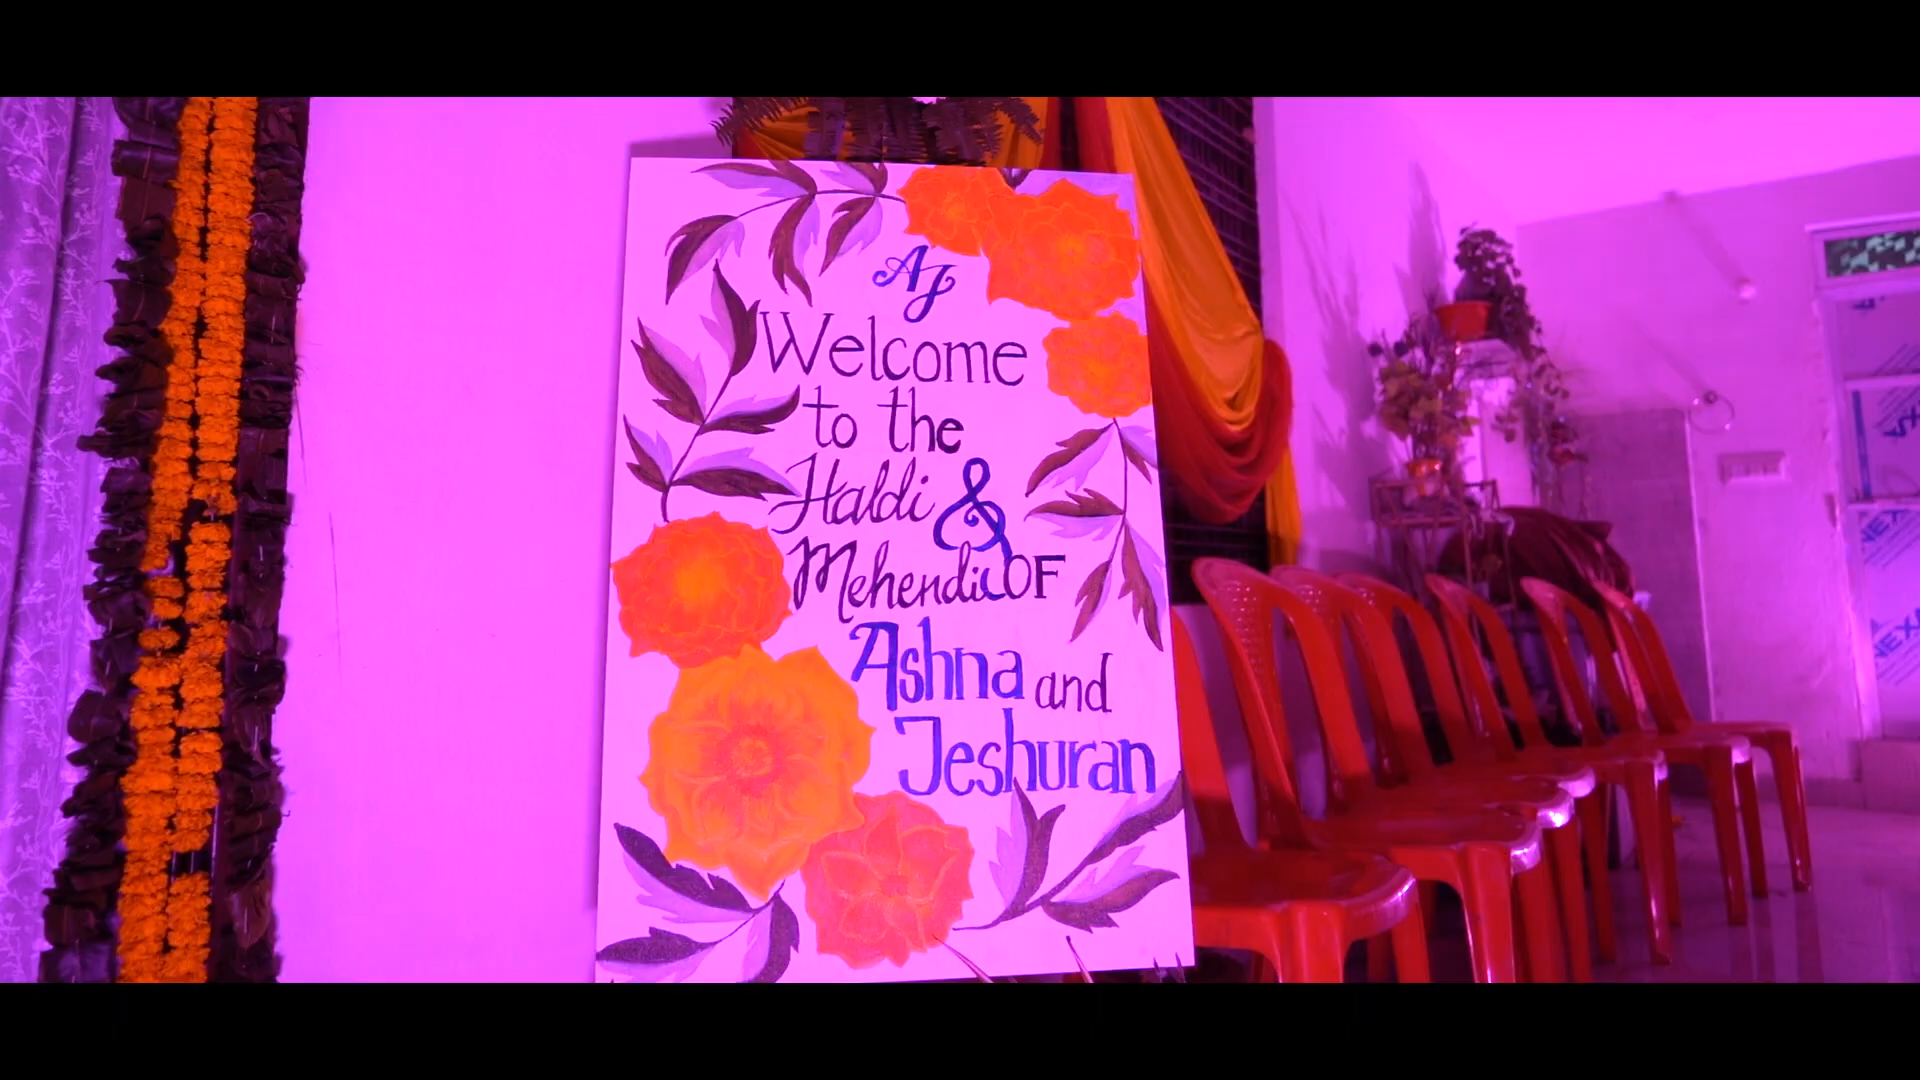 AJ
Welcome
to the
Haldi &
Mehendi OF
Ashna and
Jeshuran